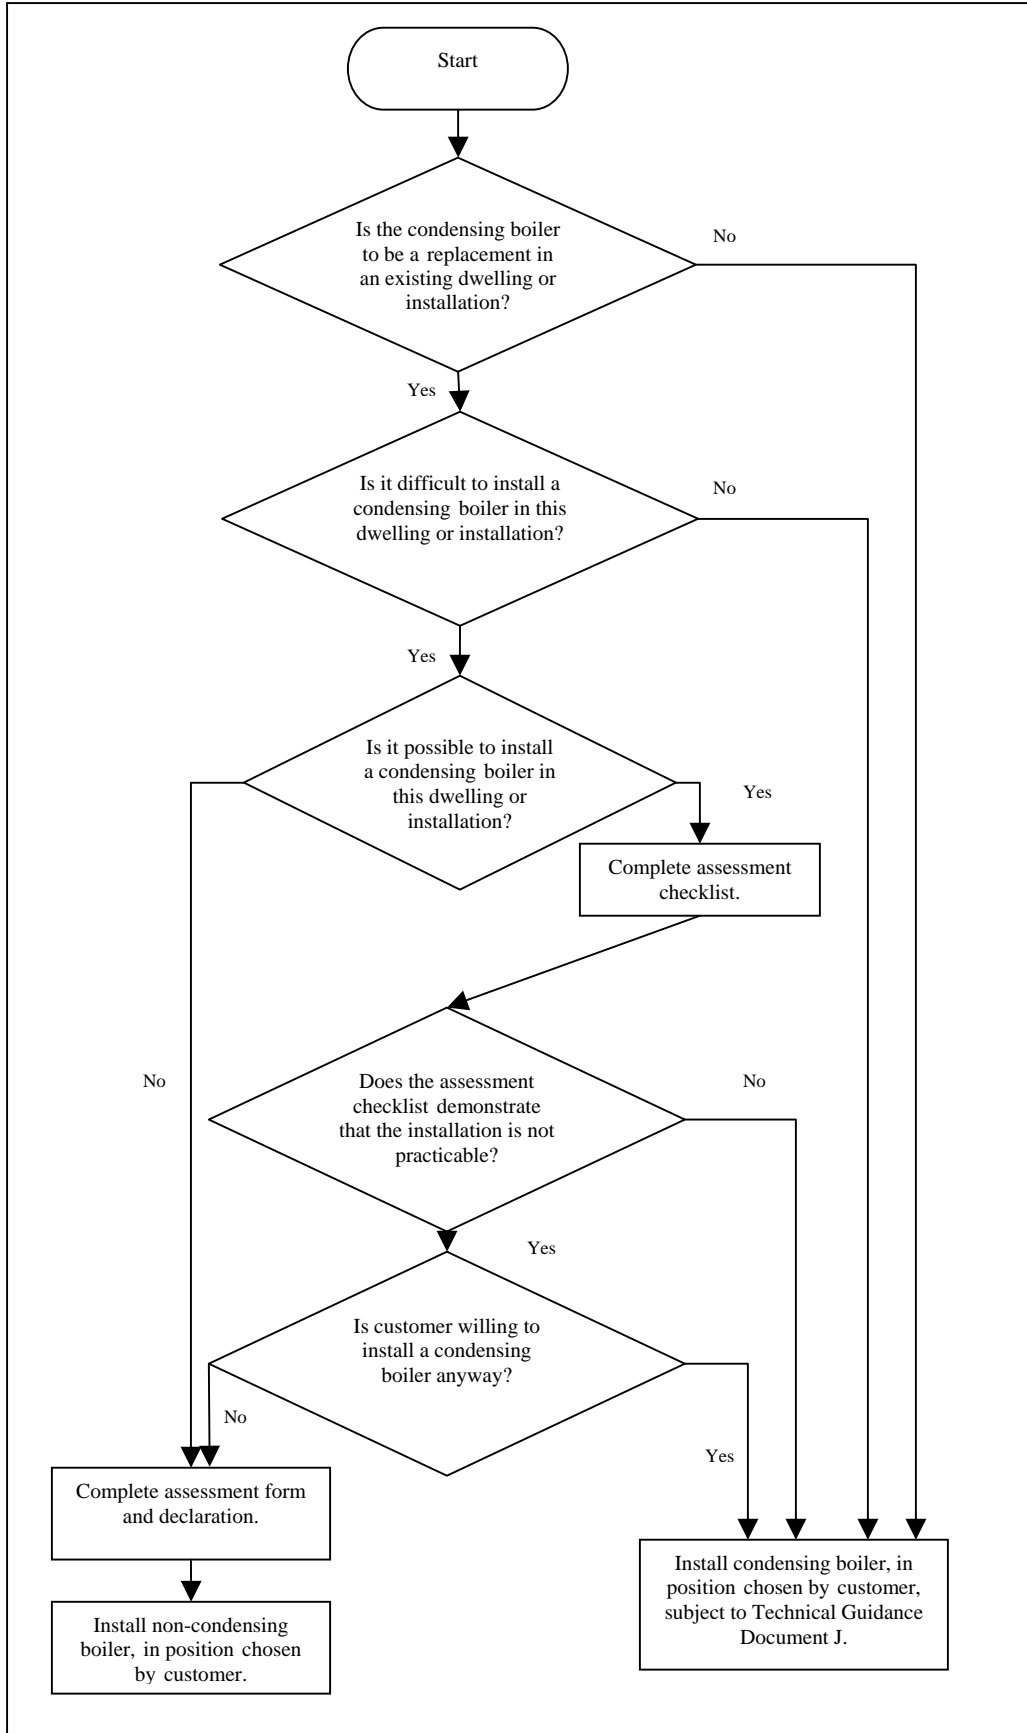 Start
Is the condensing boiler
to be a replacement in
an existing dwelling or
installation?
No
Yes
Is it difficult to install a
condensing boiler in this
dwelling or installation?
No
Yes
Is it possible to install
a condensing boiler in
this dwelling or
installation?
Yes
Complete assessment
checklist.
No
Does the assessment
checklist demonstrate
that the installation is not
practicable?
No
Yes
Is customer willing to
install a condensing
boiler anyway?
No
Yes
Complete assessment form
and declaration.
Install condensing boiler, in
position chosen by customer,
subject to Technical Guidance
Document J.
Install non-condensing
boiler, in position chosen
by customer.